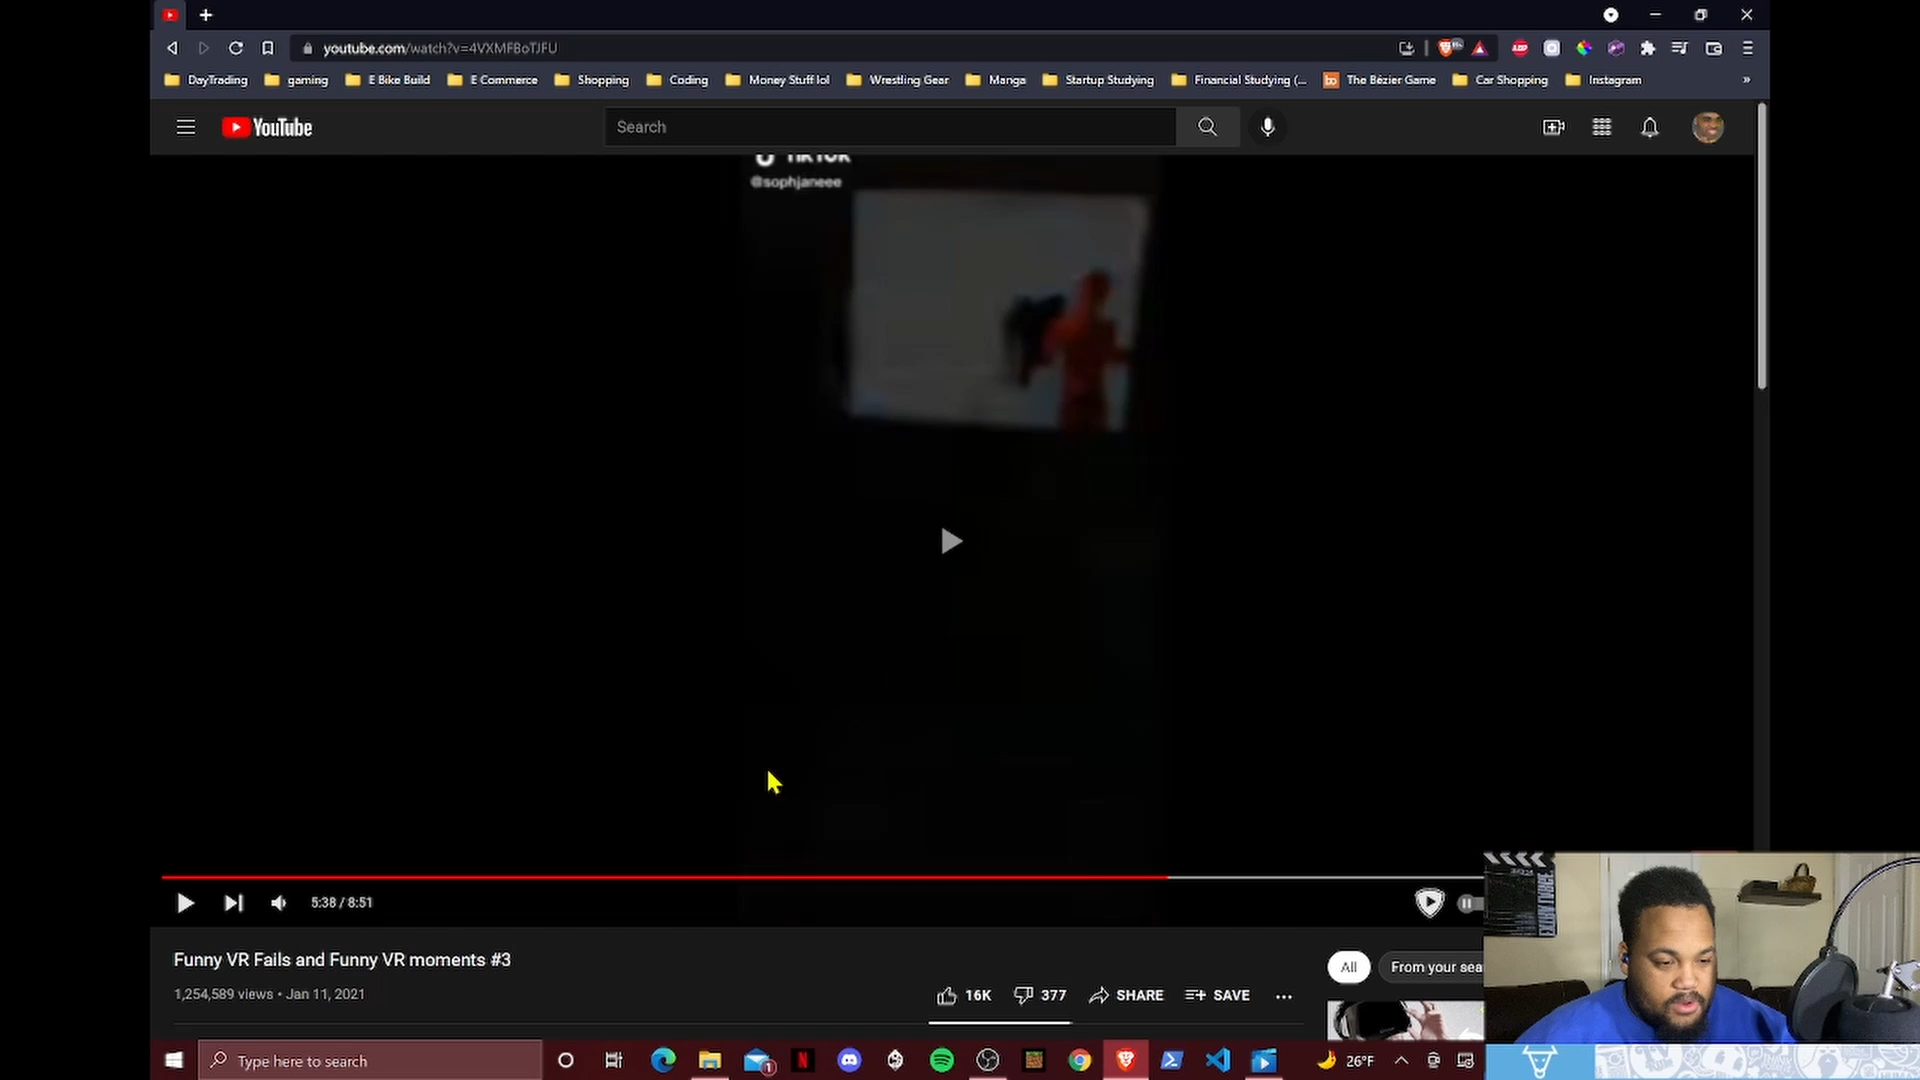 youtube.com/watch?v=4VXMFBoTJFU
DayTrading gaming E Bike Build E Commerce Shopping Coding Money Stuff lol Wrestling Gear Manga Startup Studying Financial Studying (... The Bézier Game Car Shopping Instagram »
YouTube
Search
TikTok
@sophjaneee
5:38 / 8:51
Funny VR Fails and Funny VR moments #3
1,254,589 views • Jan 11, 2021
16K 377 SHARE SAVE ...
All From your sea
Type here to search
1
26°F